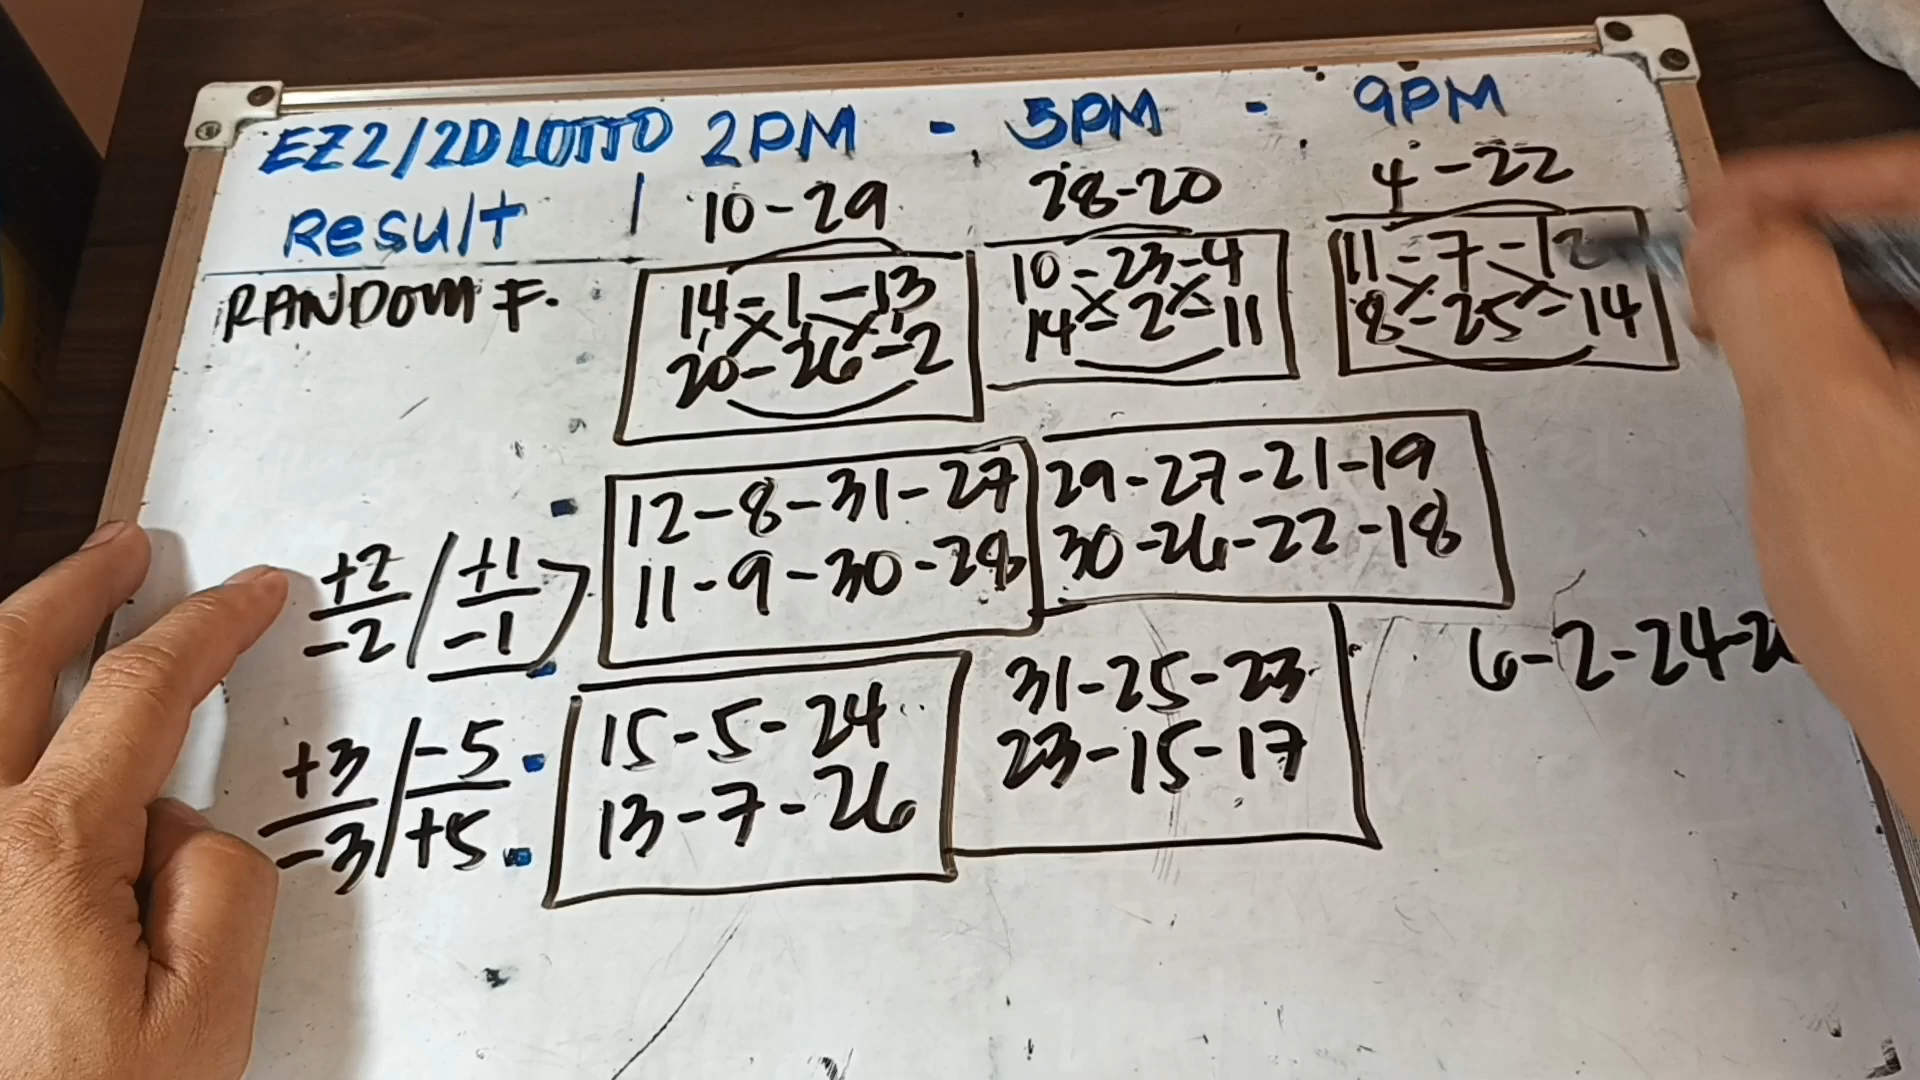 EZ2/2D LOTTO 2PM - 5PM - 9PM
Result | 10-29 28-20 4-22
RANDOM F. 14-1-13 10-23-4 11-7-12
20-26-2 14-2-11 8-25-14
12-8-31-27 29-27-21-19
+2/-2 / +1/-1 11-9-30-28 30-26-22-18
6-2-24-2
15-5-24 31-25-23
+3/-3 / -5/+5 13-7-26 23-15-17